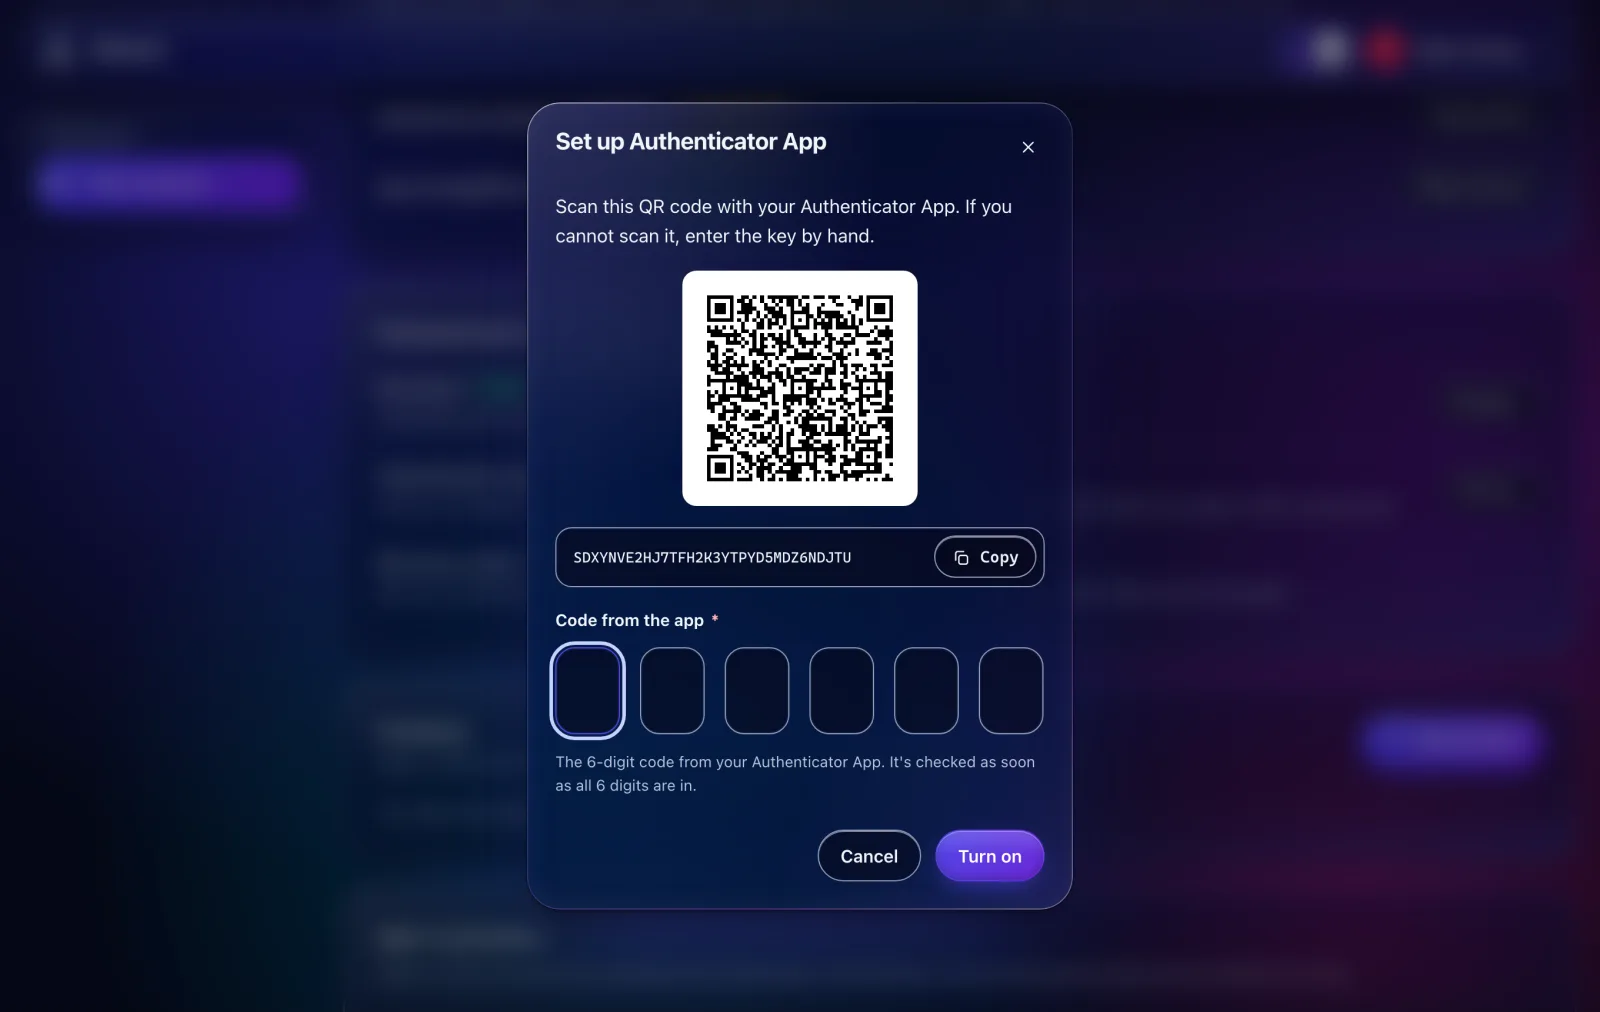 Set up Authenticator App
Scan this QR code with your Authenticator App. If you
cannot scan it, enter the key by hand.
SDXYNVE2HJ7TFH2K3YTPYD5MDZ6NDJTU
Copy
Code from the app *
The 6-digit code from your Authenticator App. It's checked as soon
as all 6 digits are in.
Cancel
Turn on